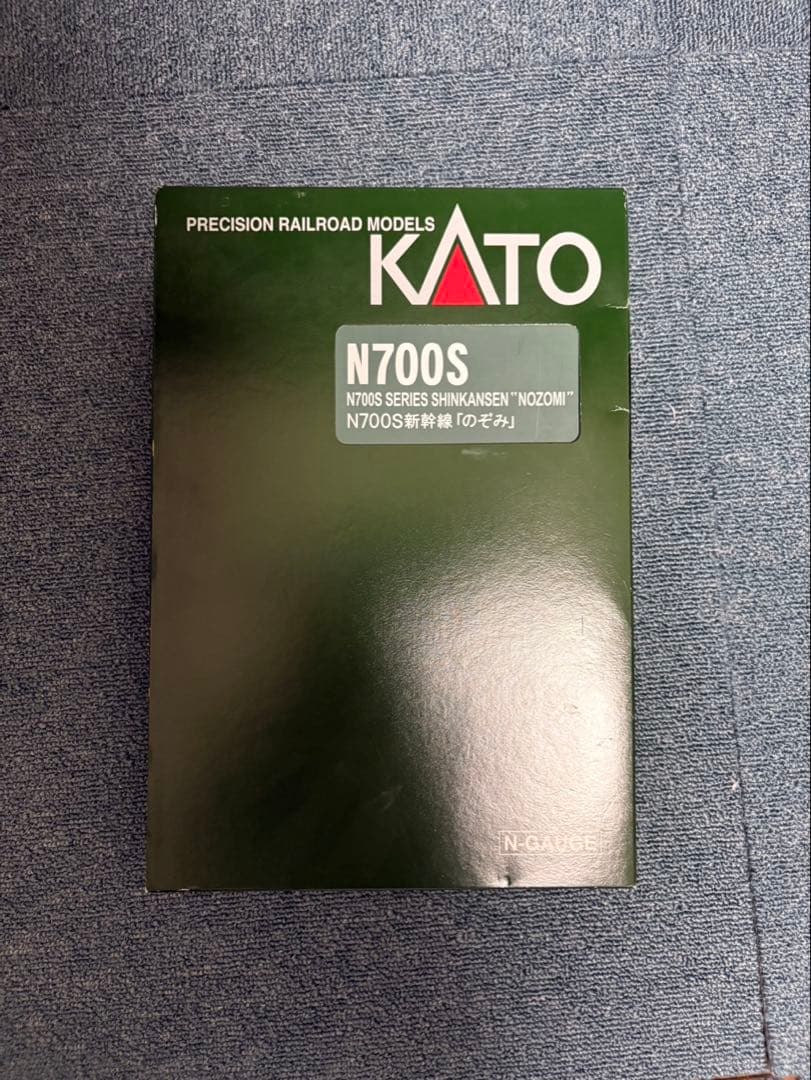 PRECISION RAILROAD MODELS
KATO
N700S
N700S SERIES SHINKANSEN "NOZOMI"
N700S新幹線「のぞみ」
N-GAUGE